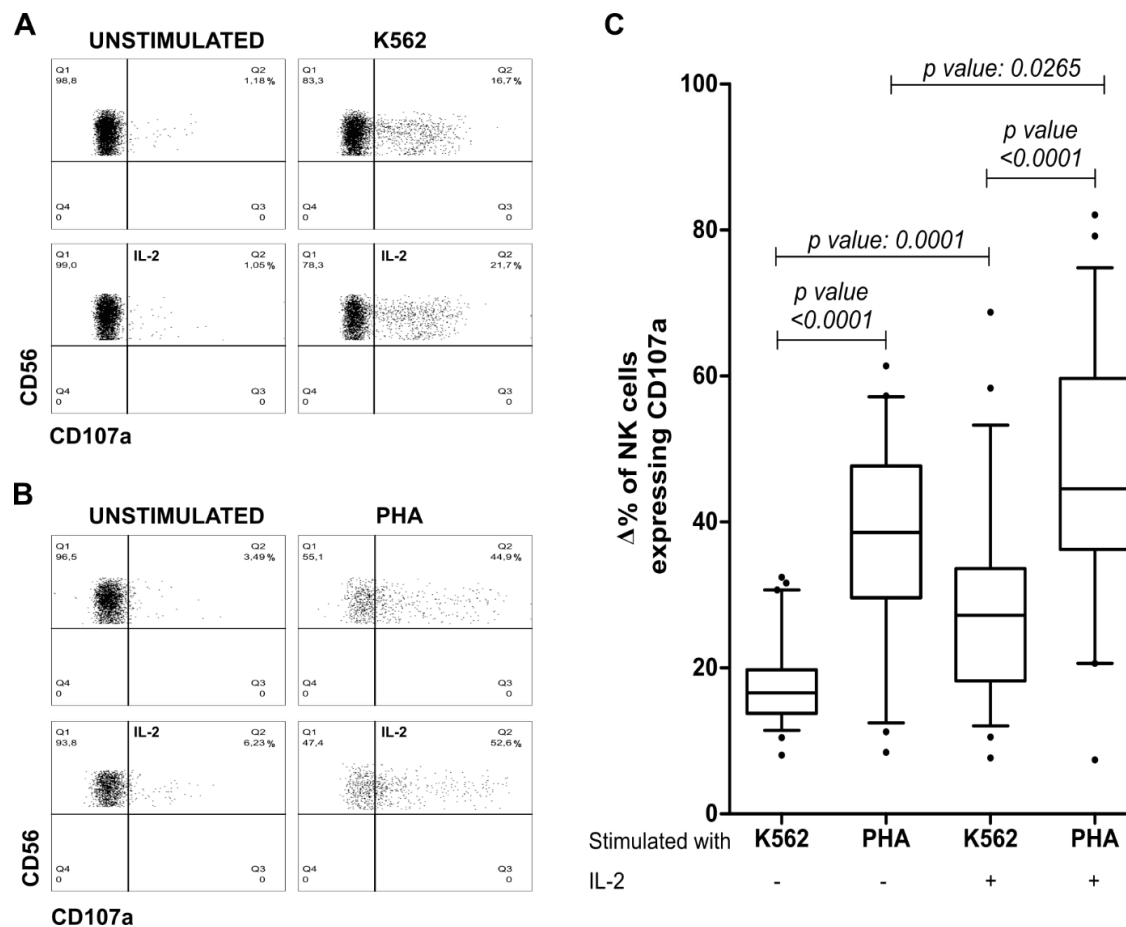 A
UNSTIMULATED
K562
Q1
98,8
Q2
1,18 %
Q4
0
Q3
0
Q1
83,3
Q2
16,7 %
Q4
0
Q3
0
Q1
99,0
IL-2
Q2
1,05 %
Q4
0
Q3
0
Q1
78,3
IL-2
Q2
21,7 %
Q4
0
Q3
0
CD56
CD107a
B
UNSTIMULATED
PHA
Q1
96,5
Q2
3,49 %
Q4
0
Q3
0
Q1
55,1
Q2
44,9 %
Q4
0
Q3
0
Q1
93,8
IL-2
Q2
6,23 %
Q4
0
Q3
0
Q1
47,4
IL-2
Q2
52,6 %
Q4
0
Q3
0
CD56
CD107a
C
Δ% of NK cells
expressing CD107a
100
80
60
40
20
0
p value: 0.0265
p value
<0.0001
p value: 0.0001
p value
<0.0001
Stimulated with K562 PHA K562 PHA
IL-2 - - + +